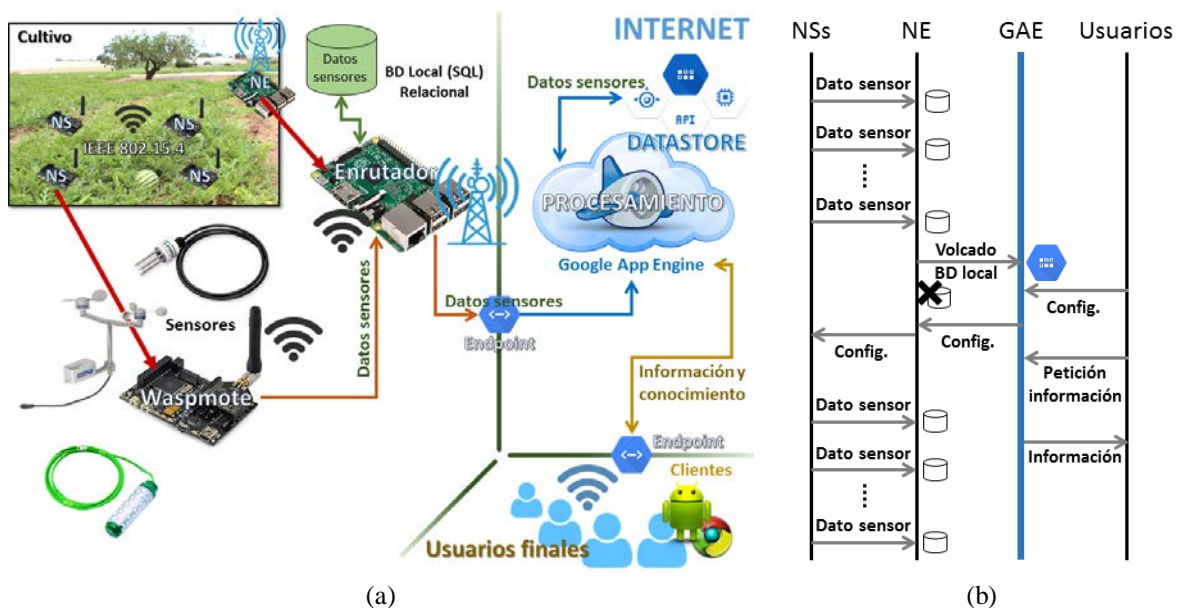 Cultivo
NE
NS
NS
IEEE 802.15.4
NS
NS
Datos
sensores
BD Local (SQL)
Relacional
Enrutador
Sensores
Waspmote
Datos sensores
Datos sensores
Endpoint
INTERNET
Datos sensores
API
DATASTORE
PROCESAMIENTO
Google App Engine
Información y
conocimiento
Endpoint
Clientes
Usuarios finales
(a)
NSs NE GAE Usuarios
Dato sensor
Dato sensor
Dato sensor
Volcado
BD local
Config.
Config.
Config.
Petición
información
Dato sensor
Información
Dato sensor
Dato sensor
(b)